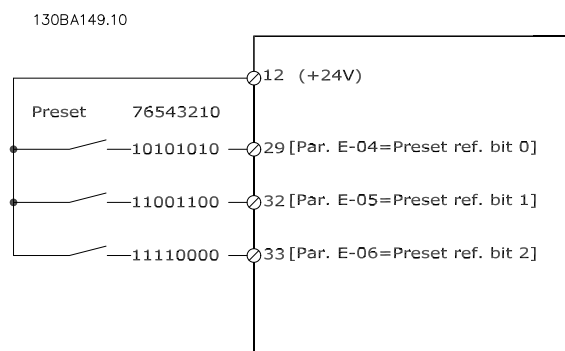 130BA149.10
12 (+24V)
Preset 76543210
10101010 29 [Par. E-04=Preset ref. bit 0]
11001100 32 [Par. E-05=Preset ref. bit 1]
11110000 33 [Par. E-06=Preset ref. bit 2]